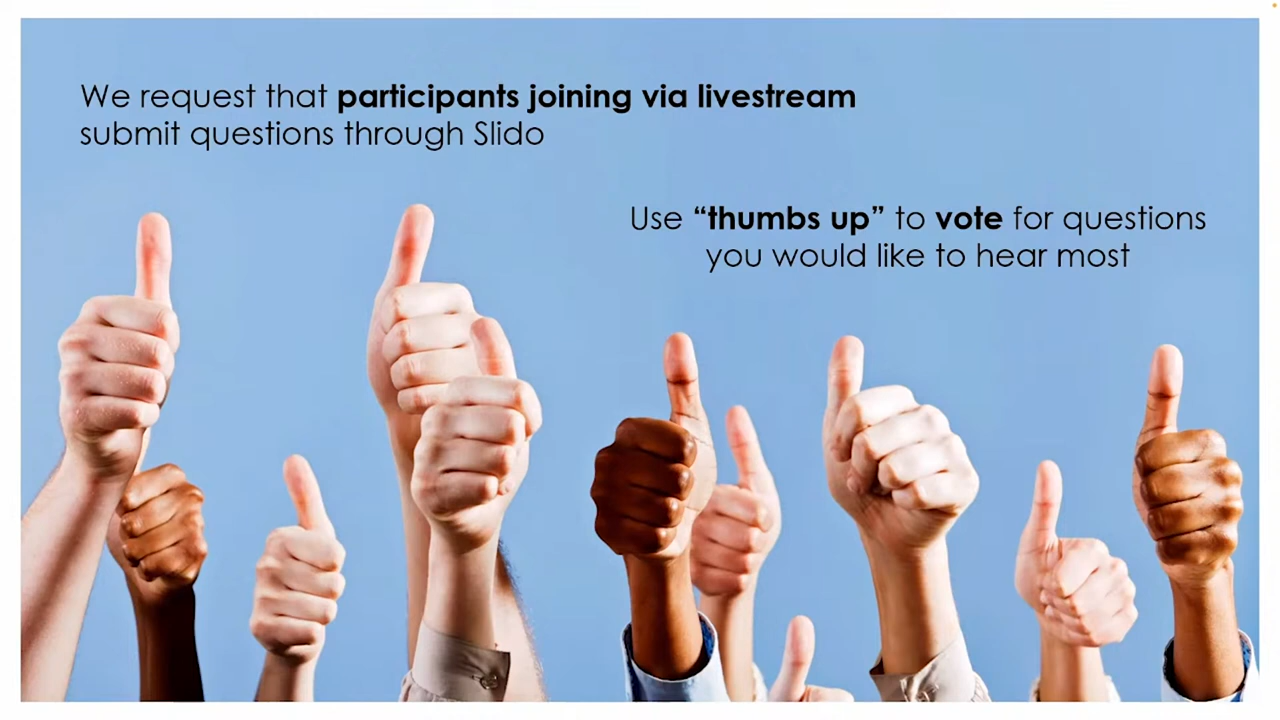 We request that participants joining via livestream
submit questions through Slido
Use “thumbs up” to vote for questions
you would like to hear most